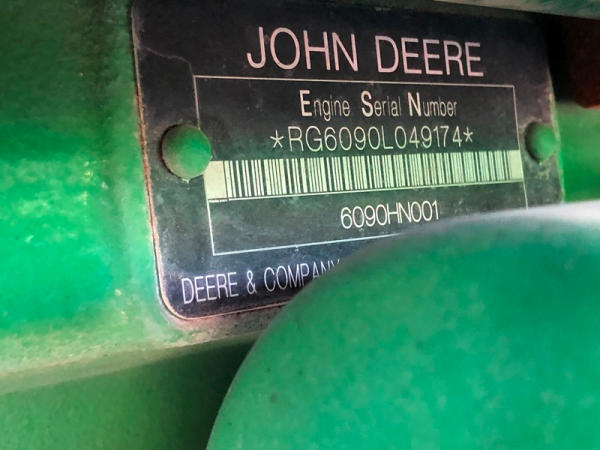 JOHN DEERE
Engine Serial Number
*RG6090L049174*
6090HN001
DEERE & COMPANY